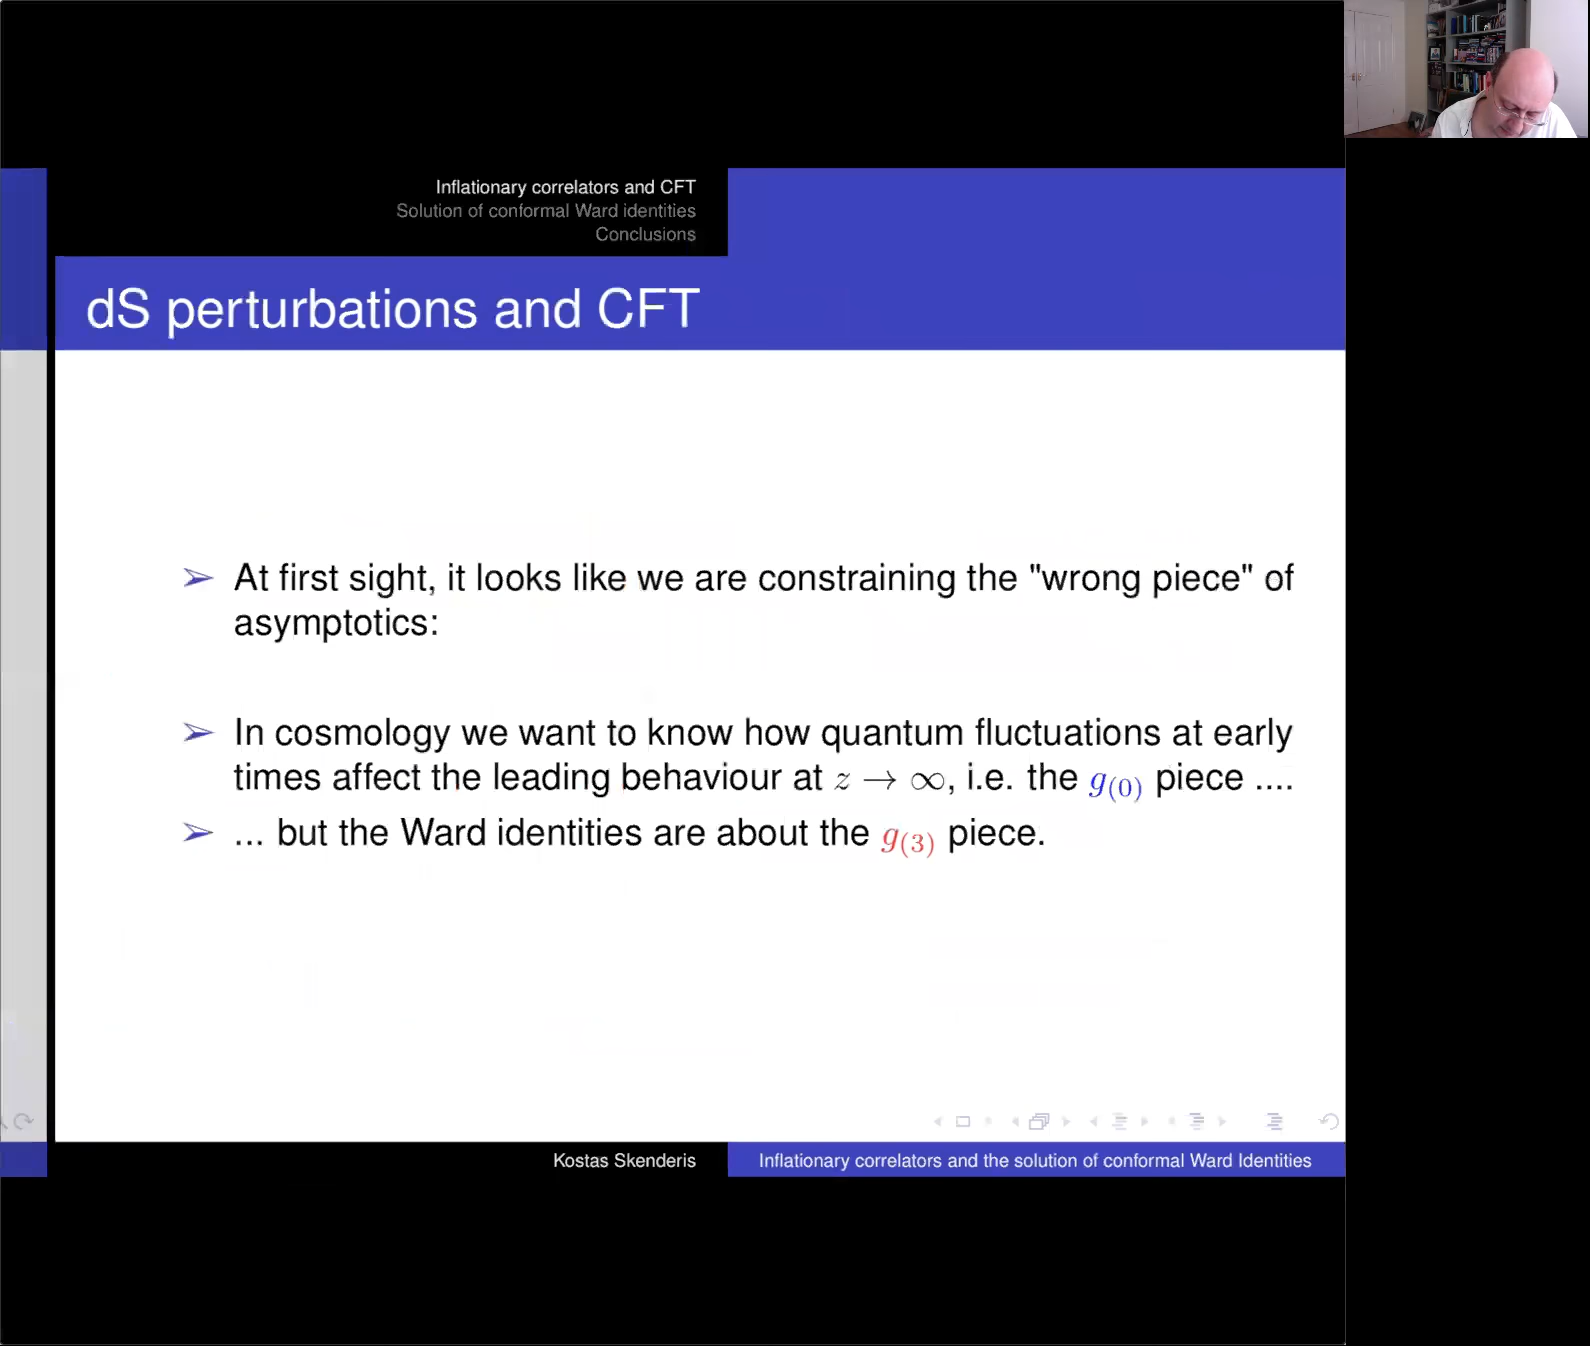 Inflationary correlators and CFT
Solution of conformal Ward identities
Conclusions
dS perturbations and CFT
➢ At first sight, it looks like we are constraining the "wrong piece" of
asymptotics:
➢ In cosmology we want to know how quantum fluctuations at early
times affect the leading behaviour at z → ∞, i.e. the g(0) piece ....
➢ ... but the Ward identities are about the g(3) piece.
Kostas Skenderis
Inflationary correlators and the solution of conformal Ward Identities